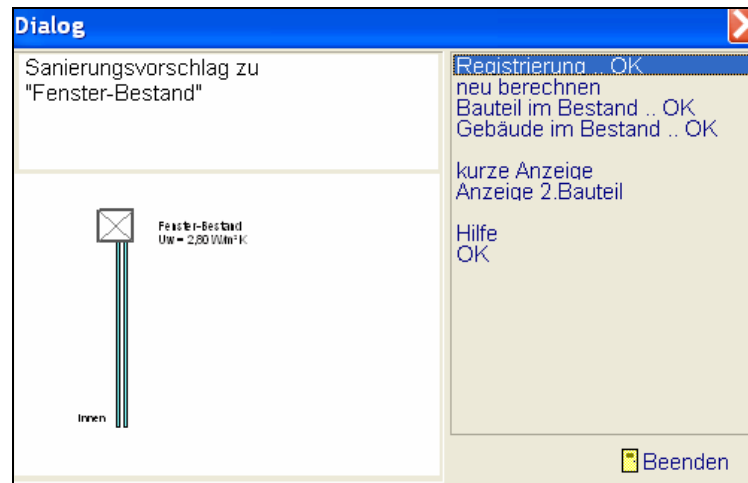 Dialog
Sanierungsvorschlag zu
"Fenster-Bestand"
Fenster-Bestand
Uw = 2,80 W/m²K
Innen
Registrierung .. OK
neu berechnen
Bauteil im Bestand .. OK
Gebäude im Bestand .. OK
kurze Anzeige
Anzeige 2.Bauteil
Hilfe
OK
Beenden